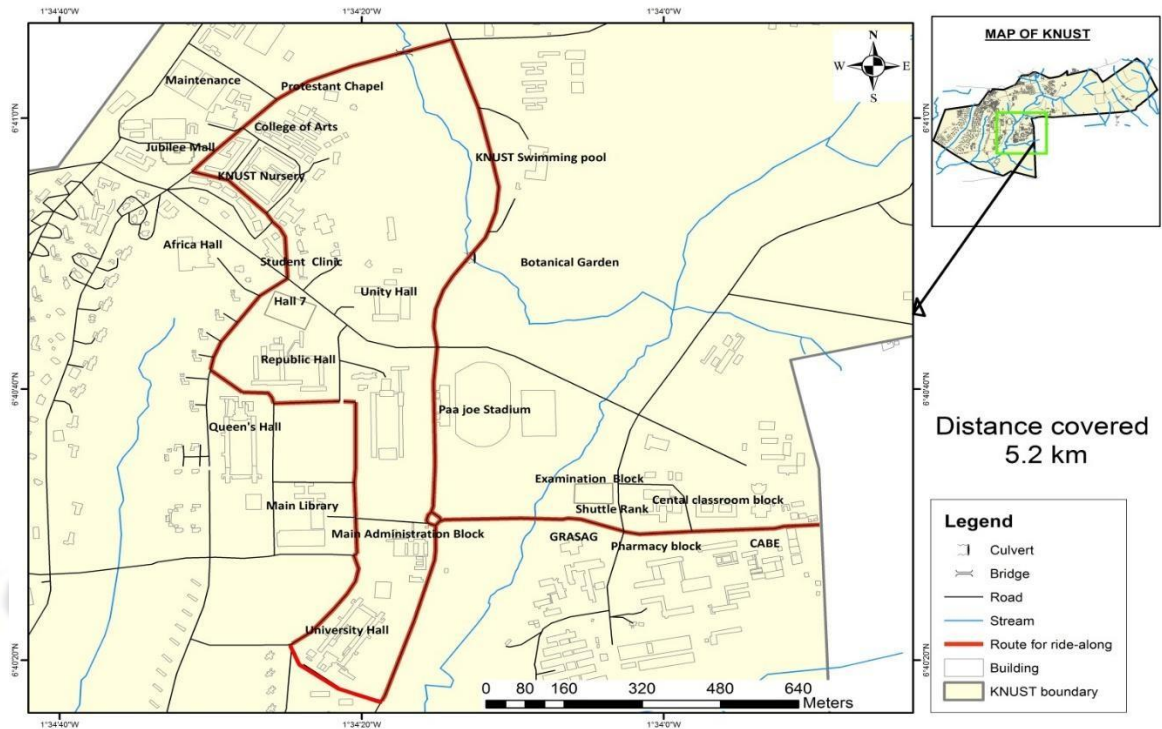 1°34'40"W
1°34'20"W
1°34'0"W
N
W
E
S
MAP OF KNUST
Maintenance
Protestant Chapel
6°41'0"N
6°41'0"N
College of Arts
Jubilee Mall
KNUST Swimming pool
KNUST Nursery
Africa Hall
Student Clinic
Botanical Garden
Hall 7
Unity Hall
Republic Hall
6°40'40"N
6°40'40"N
Paa joe Stadium
Queen's Hall
Distance covered
5.2 km
Examination Block
Cental classroom block
Main Library
Shuttle Rank
Main Administration Block
GRASAG
Pharmacy block
CABE
Legend
Culvert
Bridge
Road
Stream
Route for ride-along
Building
KNUST boundary
University Hall
6°40'20"N
6°40'20"N
0 80 160 320 480 640
Meters
1°34'40"W
1°34'20"W
1°34'0"W